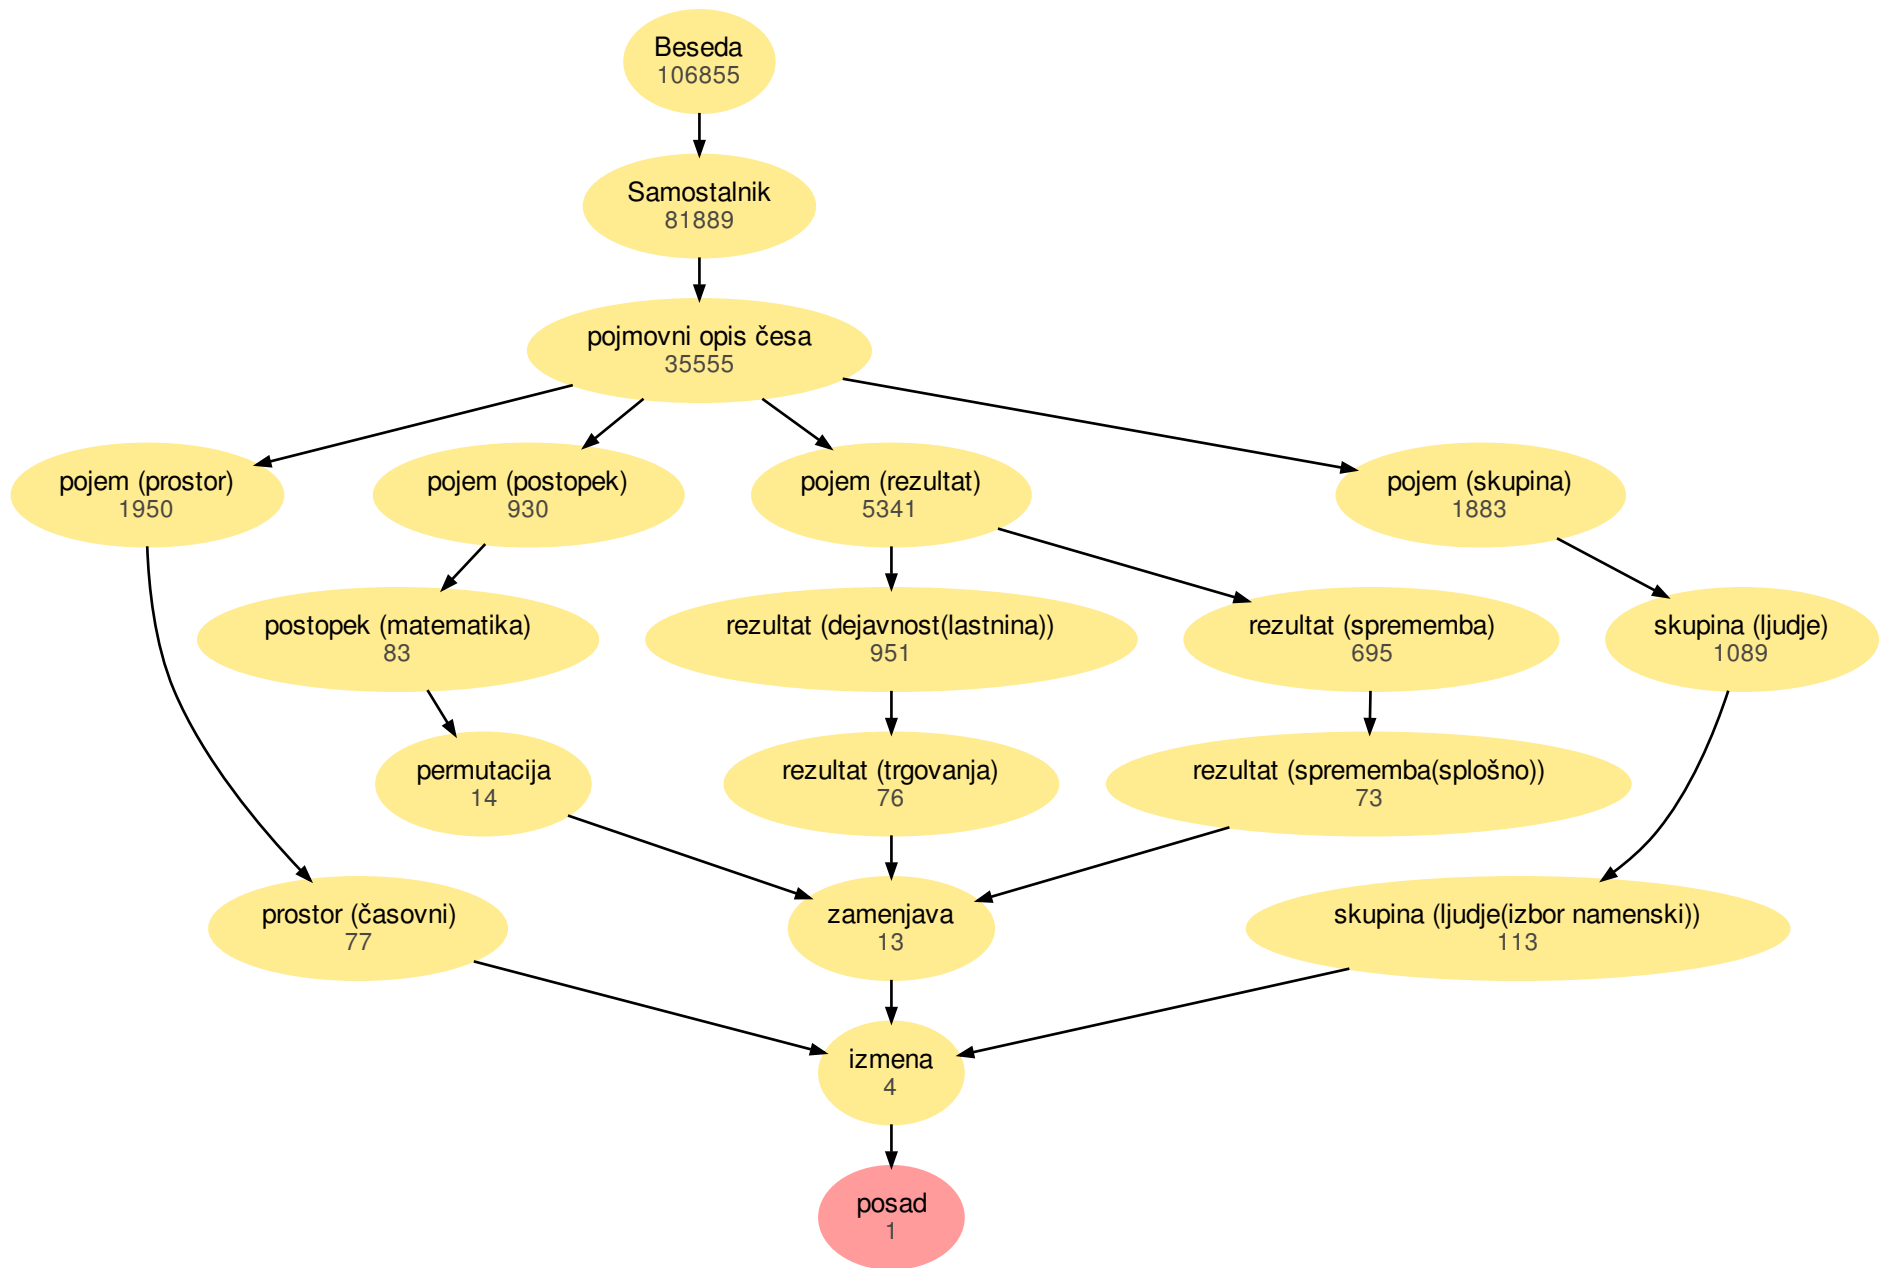 Beseda
106855
Samostalnik
81889
pojmovni opis česa
35555
pojem (prostor)
1950
pojem (postopek)
930
pojem (rezultat)
5341
pojem (skupina)
1883
postopek (matematika)
83
rezultat (dejavnost(lastnina))
951
rezultat (sprememba)
695
skupina (ljudje)
1089
permutacija
14
rezultat (trgovanja)
76
rezultat (sprememba(splošno))
73
prostor (časovni)
77
zamenjava
13
skupina (ljudje(izbor namenski))
113
izmena
4
posad
1